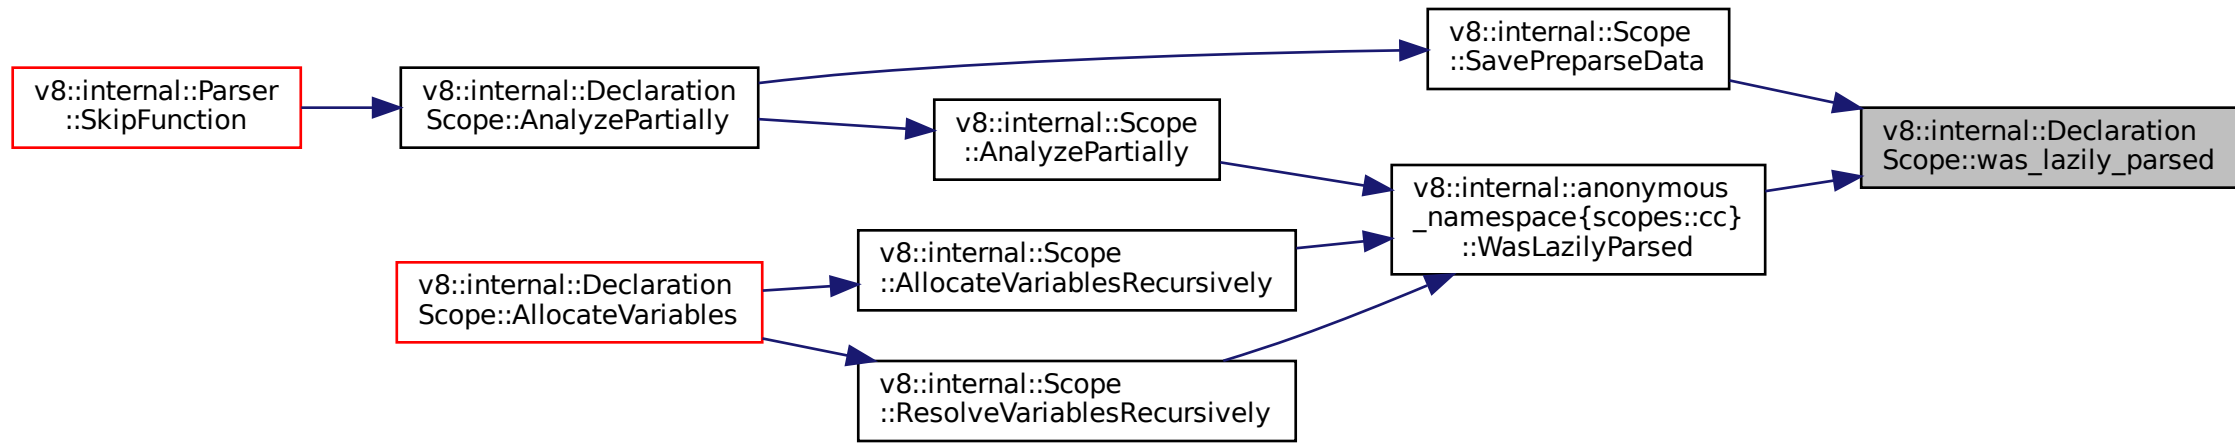 v8::internal::Parser
::SkipFunction
v8::internal::Declaration
Scope::AnalyzePartially
v8::internal::Scope
::SavePreparseData
v8::internal::Scope
::AnalyzePartially
v8::internal::Declaration
Scope::was_lazily_parsed
v8::internal::anonymous
_namespace{scopes::cc}
::WasLazilyParsed
v8::internal::Scope
::AllocateVariablesRecursively
v8::internal::Declaration
Scope::AllocateVariables
v8::internal::Scope
::ResolveVariablesRecursively